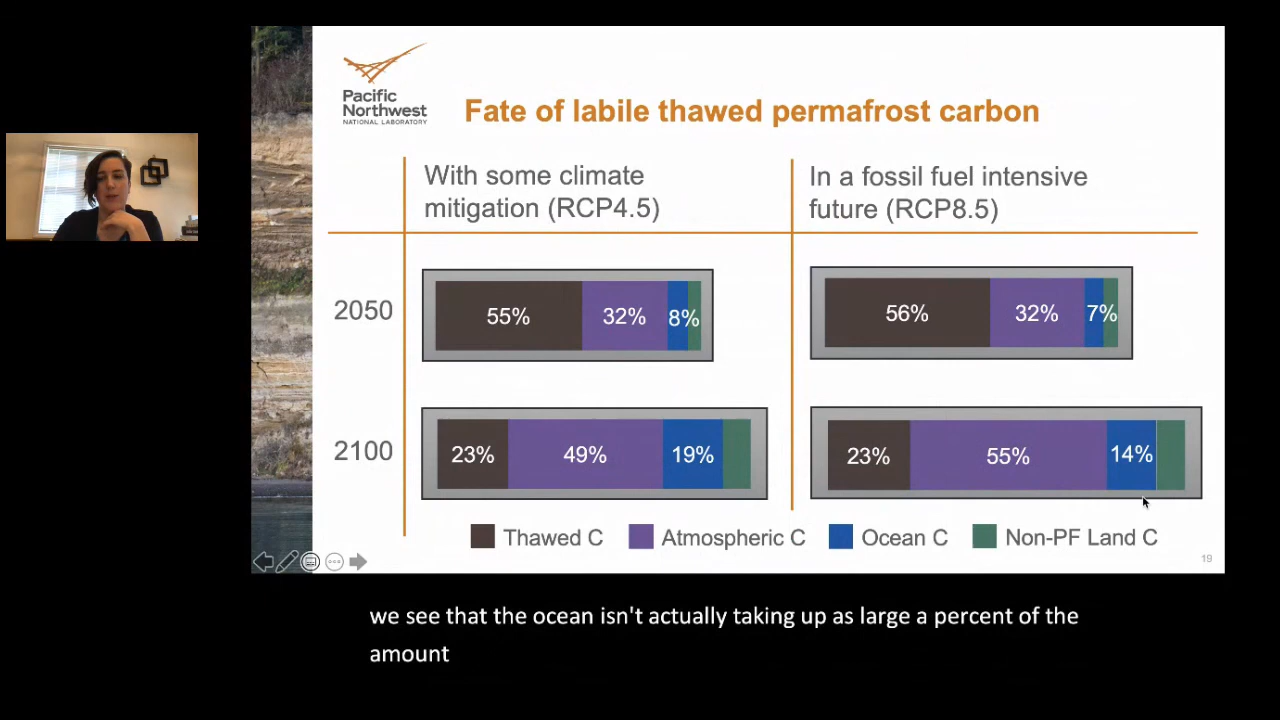 Pacific
Northwest
NATIONAL LABORATORY
Fate of labile thawed permafrost carbon
With some climate
mitigation (RCP4.5)
In a fossil fuel intensive
future (RCP8.5)
2050
55%
32%
8%
56%
32%
7%
2100
23%
49%
19%
23%
55%
14%
Thawed C
Atmospheric C
Ocean C
Non-PF Land C
19
we see that the ocean isn't actually taking up as large a percent of the
amount